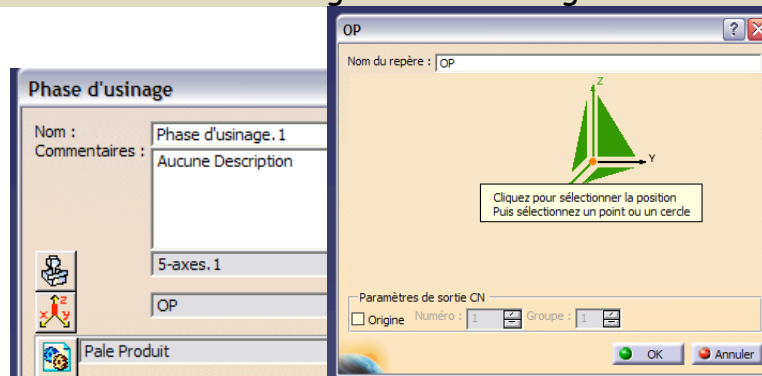 Phase d'usinage
Nom :
Phase d'usinage.1
Commentaires :
Aucune Description
5-axes.1
OP
Pale Produit
OP
Nom du repère :
OP
Z
Y
Cliquez pour sélectionner la position
Puis sélectionnez un point ou un cercle
Paramètres de sortie CN
Origine Numéro : 1 Groupe : 1
OK Annuler